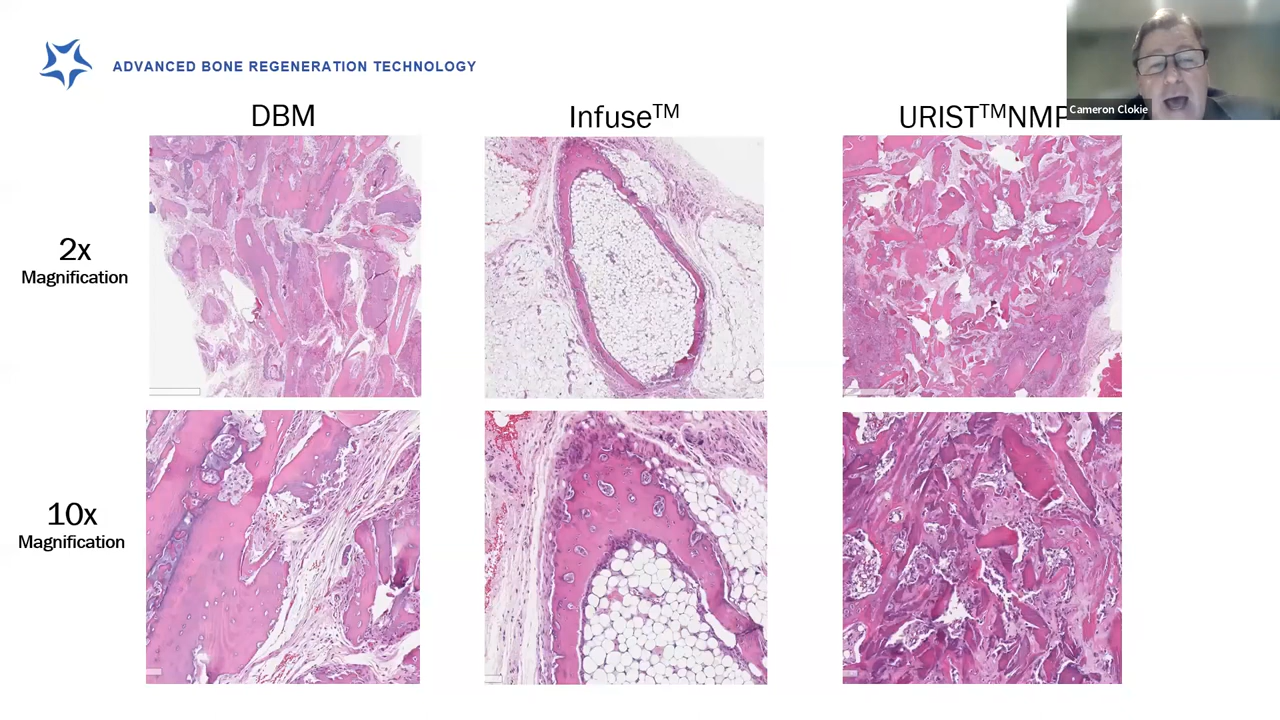 ADVANCED BONE REGENERATION TECHNOLOGY
Cameron Clokie
DBM
Infuse™
URIST™NMP
2x
Magnification
10x
Magnification